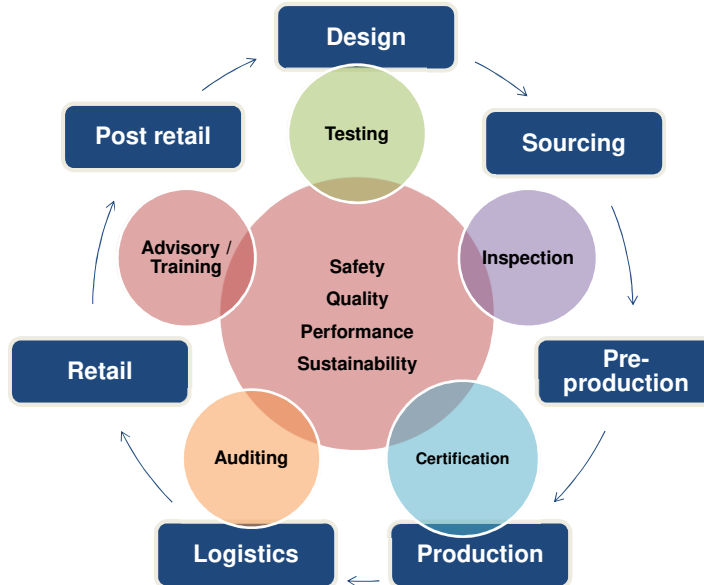 Design
Testing
Sourcing
Post retail
Advisory /
Training
Inspection
Safety
Quality
Performance
Sustainability
Pre-
production
Retail
Auditing
Certification
Logistics
Production